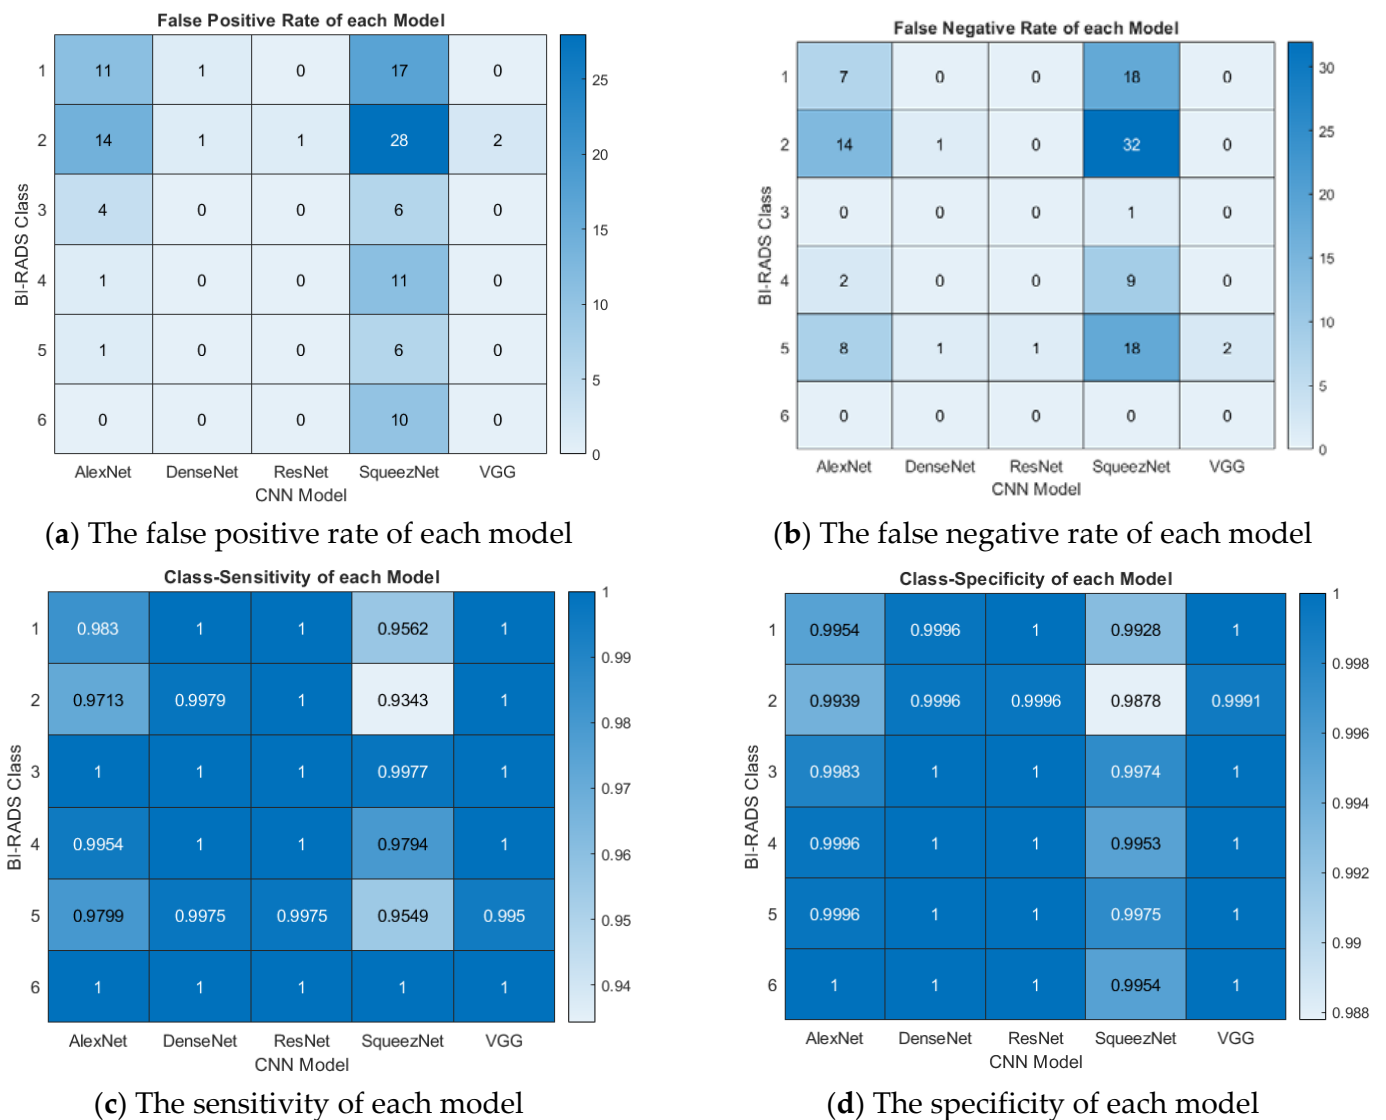 False Positive Rate of each Model
1 11 1 0 17 0
2 14 1 1 28 2
3 4 0 0 6 0
4 1 0 0 11 0
5 1 0 0 6 0
6 0 0 0 10 0
BI-RADS Class
AlexNet DenseNet ResNet SqueezNet VGG
CNN Model
25
20
15
10
5
0
(a) The false positive rate of each model
False Negative Rate of each Model
1 7 0 0 18 0
2 14 1 0 32 0
3 0 0 0 1 0
4 2 0 0 9 0
5 8 1 1 18 2
6 0 0 0 0 0
BI-RADS Class
AlexNet DenseNet ResNet SqueezNet VGG
CNN Model
30
25
20
15
10
5
0
(b) The false negative rate of each model
Class-Sensitivity of each Model
1 0.983 1 1 0.9562 1
2 0.9713 0.9979 1 0.9343 1
3 1 1 1 0.9977 1
4 0.9954 1 1 0.9794 1
5 0.9799 0.9975 0.9975 0.9549 0.995
6 1 1 1 1 1
BI-RADS Class
AlexNet DenseNet ResNet SqueezNet VGG
CNN Model
1
0.99
0.98
0.97
0.96
0.95
0.94
(c) The sensitivity of each model
Class-Specificity of each Model
1 0.9954 0.9996 1 0.9928 1
2 0.9939 0.9996 0.9996 0.9878 0.9991
3 0.9983 1 1 0.9974 1
4 0.9996 1 1 0.9953 1
5 0.9996 1 1 0.9975 1
6 1 1 1 0.9954 1
BI-RADS Class
AlexNet DenseNet ResNet SqueezNet VGG
CNN Model
1
0.998
0.996
0.994
0.992
0.99
0.988
(d) The specificity of each model